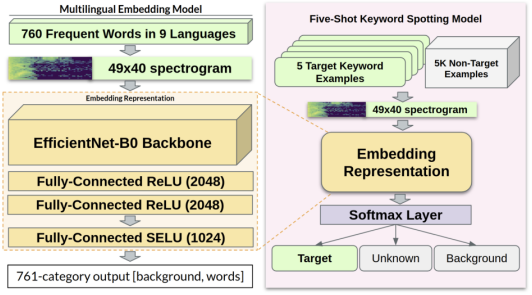 Multilingual Embedding Model
760 Frequent Words in 9 Languages
49x40 spectrogram
Embedding Representation
EfficientNet-B0 Backbone
Fully-Connected ReLU (2048)
Fully-Connected ReLU (2048)
Fully-Connected SELU (1024)
761-category output [background, words]
Five-Shot Keyword Spotting Model
5 Target Keyword
Examples
5K Non-Target
Examples
49x40 spectrogram
Embedding
Representation
Softmax Layer
Target
Unknown
Background